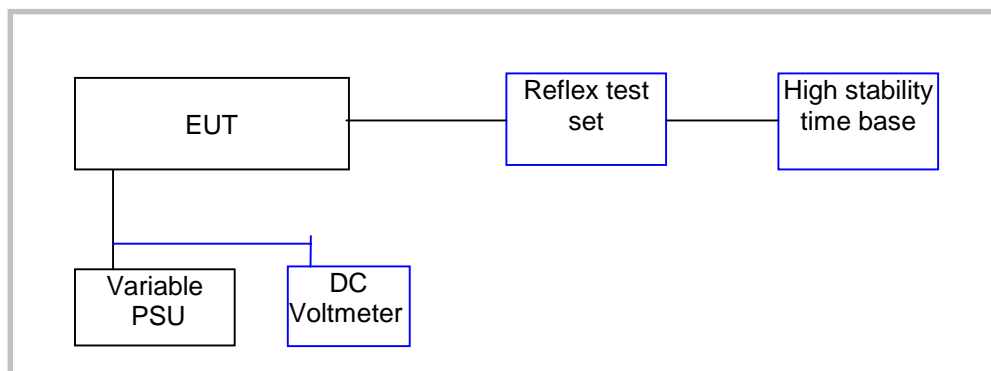 EUT
Reflex test
set
High stability
time base
Variable
PSU
DC
Voltmeter